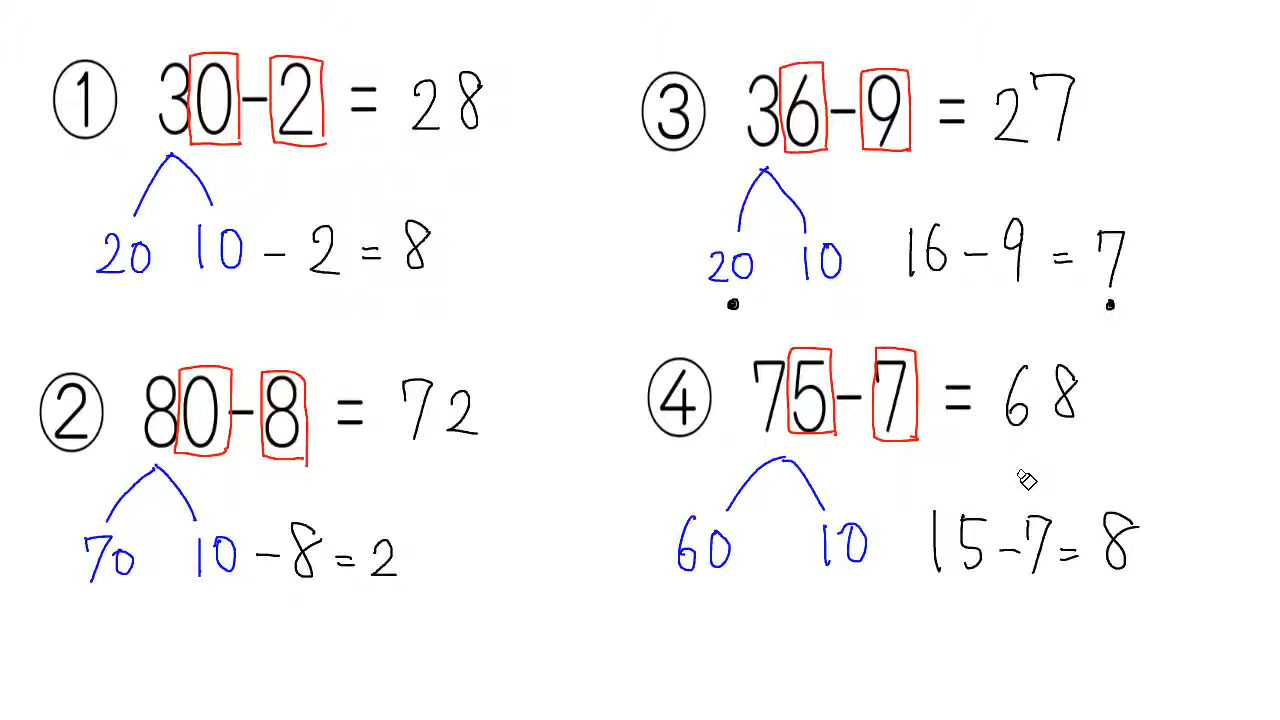 ① 30-2 = 28
20 10 - 2 = 8
② 80-8 = 72
70 10 - 8 = 2
③ 36-9 = 27
20 10 16 - 9 = 7
④ 75-7 = 68
60 10 15 - 7 = 8